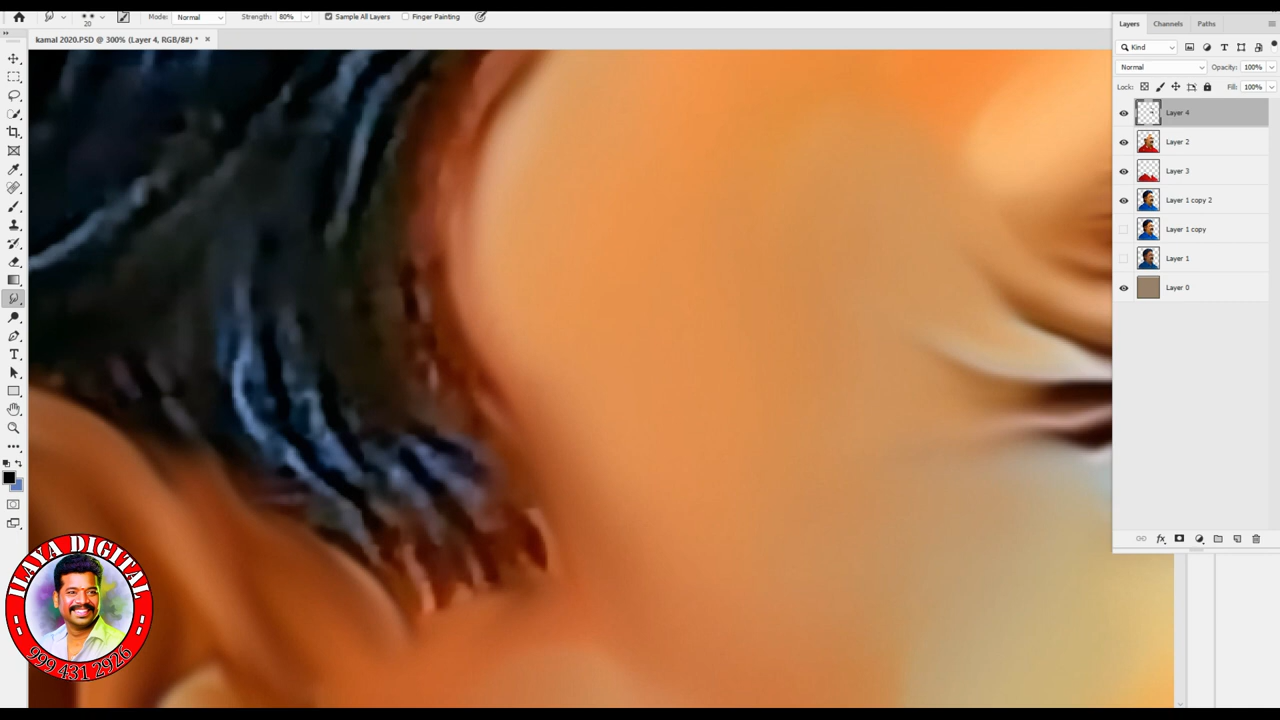 Mode: Normal Strength: 80% Sample All Layers Finger Painting
20
kamal 2020.PSD @ 300% (Layer 4, RGB/8#) * ×
Layers Channels Paths
Kind
Normal Opacity: 100%
Lock: Fill: 100%
Layer 4
Layer 2
Layer 3
Layer 1 copy 2
Layer 1 copy
Layer 1
Layer 0
ILAYA DIGITAL
999 431 2926